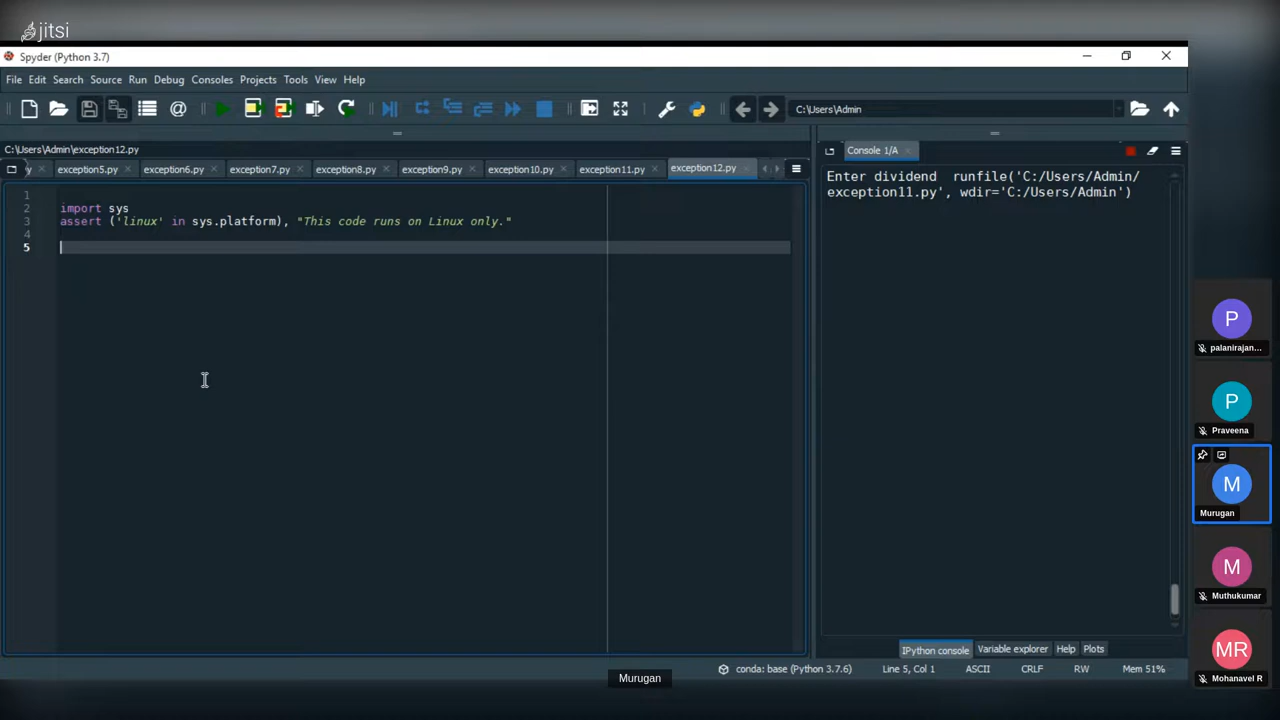 jitsi
Spyder (Python 3.7)
File Edit Search Source Run Debug Consoles Projects Tools View Help
C:\Users\Admin
C:\Users\Admin\exception12.py
y exception5.py exception6.py exception7.py exception8.py exception9.py exception10.py exception11.py exception12.py
Console 1/A
1
2 import sys
3 assert ('linux' in sys.platform), "This code runs on Linux only."
4
5
Enter dividend runfile('C:/Users/Admin/
exception11.py', wdir='C:/Users/Admin')
P
palanirajan...
P
Praveena
M
Murugan
M
Muthukumar
MR
Mohanavel R
IPython console Variable explorer Help Plots
conda: base (Python 3.7.6) Line 5, Col 1 ASCII CRLF RW Mem 51%
Murugan